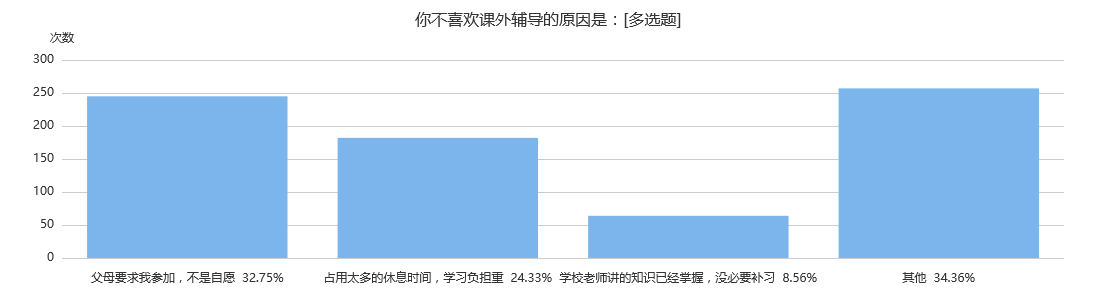 你不喜欢课外辅导的原因是：[多选题]
次数
300
250
200
150
100
50
0
父母要求我参加，不是自愿 32.75%
占用太多的休息时间，学习负担重 24.33%
学校老师讲的知识已经掌握，没必要补习 8.56%
其他 34.36%